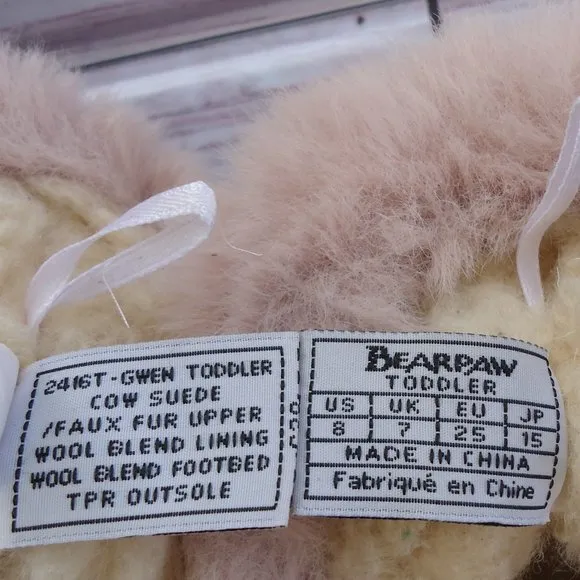 2416T-GWEN TODDLER
COW SUEDE
/FAUX FUR UPPER
WOOL BLEND LINING
WOOL BLEND FOOTBED
TPR OUTSOLE
BEARPAW
TODDLER
US UK EU JP
8 7 25 15
MADE IN CHINA
Fabriqué en Chine